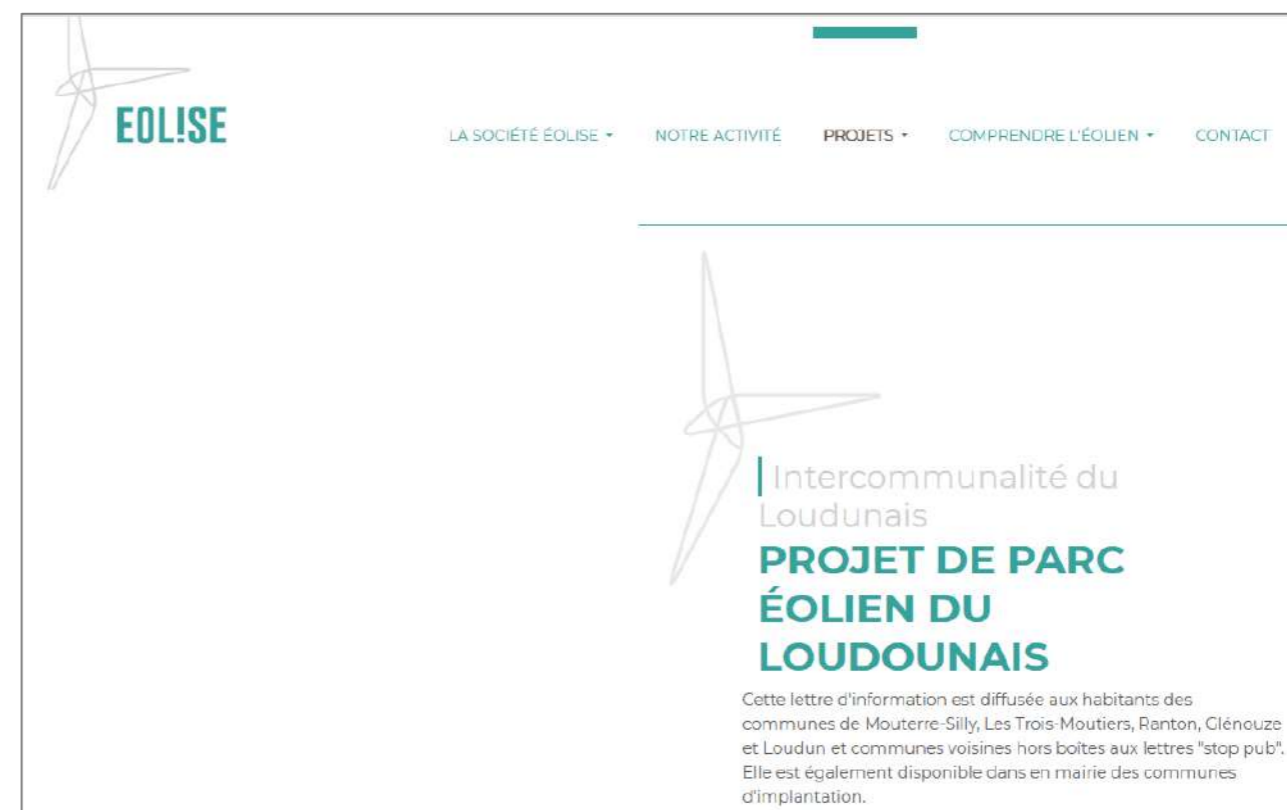 EOL!SE
LA SOCIÉTÉ ÉOLISE NOTRE ACTIVITÉ PROJETS COMPRENDRE L'ÉOLIEN CONTACT
Intercommunalité du
Loudunais
PROJET DE PARC
ÉOLIEN DU
LOUDOUNAIS
Cette lettre d'information est diffusée aux habitants des
communes de Mouterre-Silly, Les Trois-Moutiers, Ranton, Glénouze
et Loudun et communes voisines hors boîtes aux lettres "stop pub".
Elle est également disponible dans en mairie des communes
d'implantation.